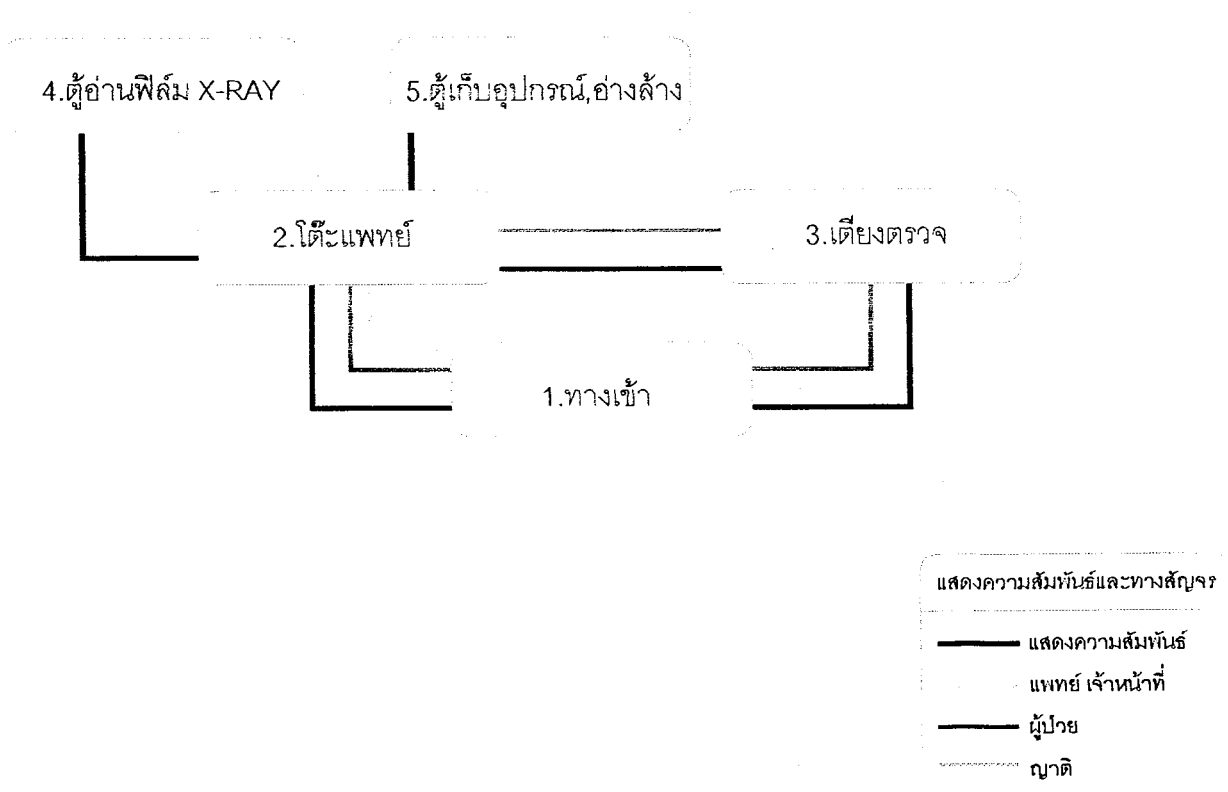 4.ตู้อ่านฟิล์ม X-RAY
5.ตู้เก็บอุปกรณ์,อ่างล้าง
2.โต๊ะแพทย์
3.เตียงตรวจ
1.ทางเข้า
แสดงความสัมพันธ์และทางสัญจร
แสดงความสัมพันธ์
แพทย์ เจ้าหน้าที่
ผู้ป่วย
ญาติ